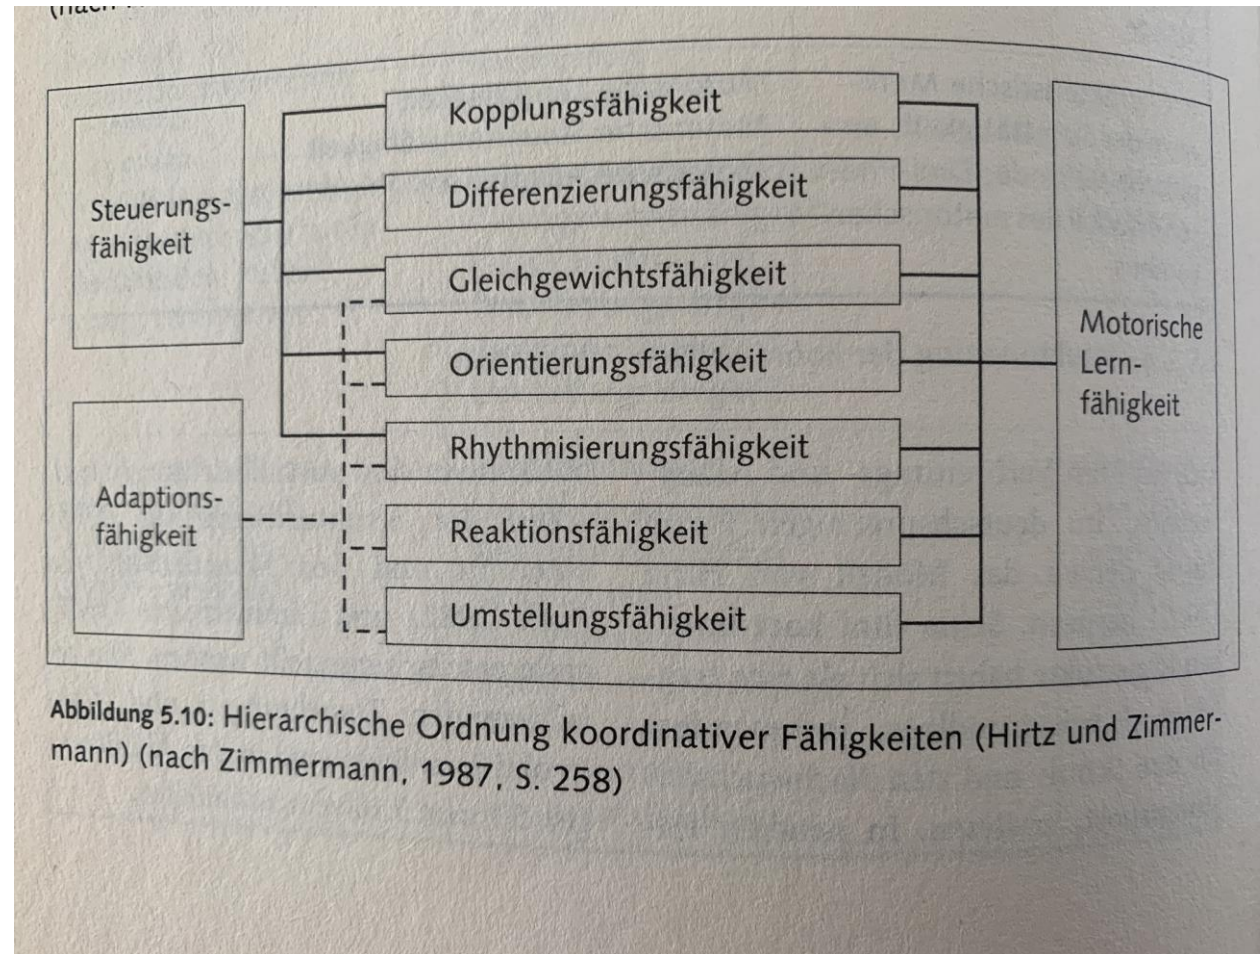 Kopplungsfähigkeit
Differenzierungsfähigkeit
Steuerungs-
fähigkeit
Gleichgewichtsfähigkeit
Orientierungsfähigkeit
Motorische
Lern-
fähigkeit
Rhythmisierungsfähigkeit
Adaptions-
fähigkeit
Reaktionsfähigkeit
Umstellungsfähigkeit
Abbildung 5.10: Hierarchische Ordnung koordinativer Fähigkeiten (Hirtz und Zimmer-
mann) (nach Zimmermann, 1987, S. 258)